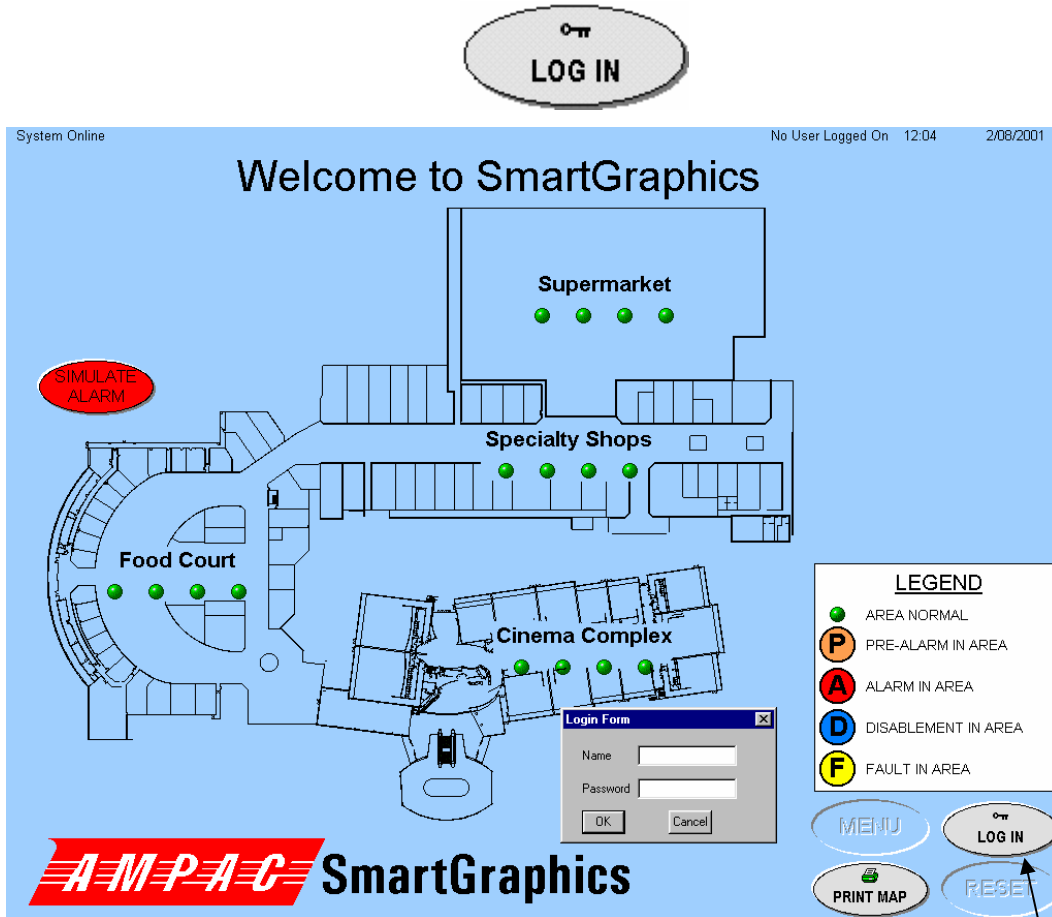 LOG IN
System Online
No User Logged On 12:04 2/08/2001
Welcome to SmartGraphics
Supermarket
SIMULATE
ALARM
Specialty Shops
Food Court
Cinema Complex
LEGEND
AREA NORMAL
P PRE-ALARM IN AREA
A ALARM IN AREA
D DISABLEMENT IN AREA
F FAULT IN AREA
Login Form
Name
Password
OK Cancel
MENU
LOG IN
PRINT MAP
RESET
AMPAC SmartGraphics